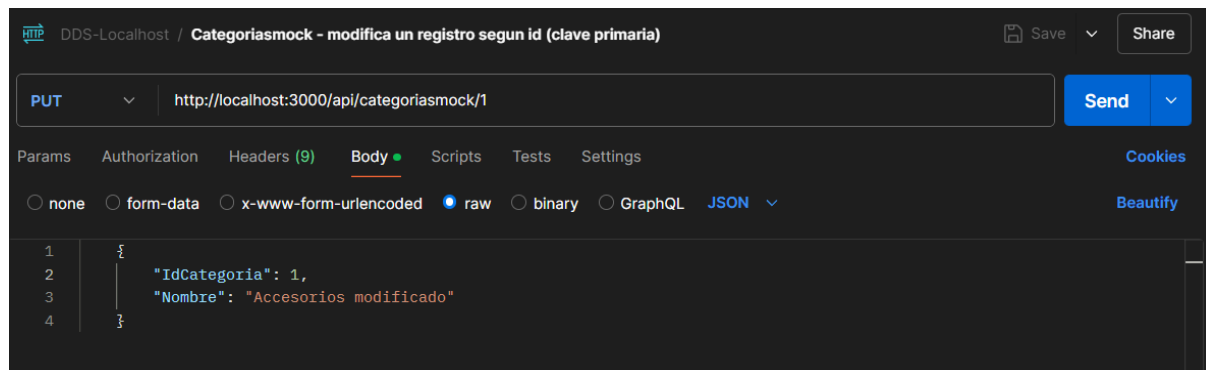 HTTP DDS-Localhost / Categoriasmock - modifica un registro segun id (clave primaria) Save Share
PUT http://localhost:3000/api/categoriasmock/1 Send
Params Authorization Headers (9) Body Scripts Tests Settings Cookies
none form-data x-www-form-urlencoded raw binary GraphQL JSON Beautify
1 {
2 "IdCategoria": 1,
3 "Nombre": "Accesorios modificado"
4 }